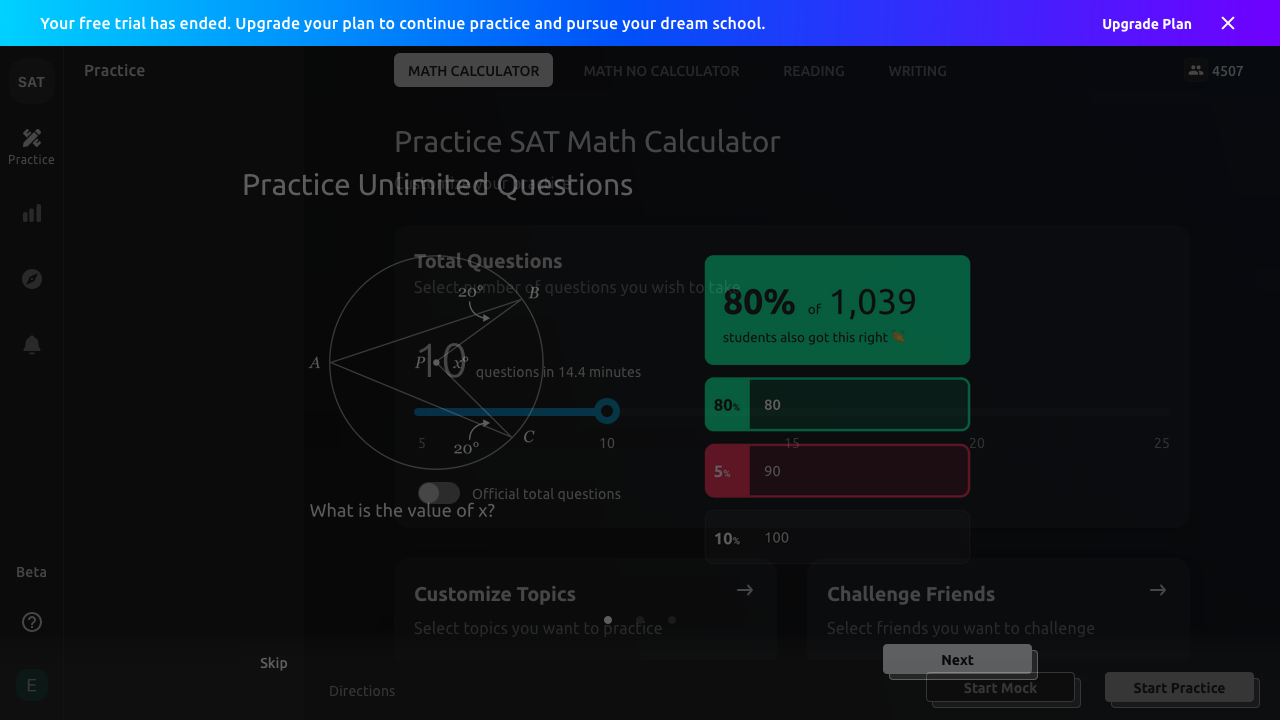 Your free trial has ended. Upgrade your plan to continue practice and pursue your dream school.
Upgrade Plan
SAT
Practice
MATH CALCULATOR
MATH NO CALCULATOR
READING
WRITING
4507
Practice
Practice SAT Math Calculator
Customize your practice
Practice Unlimited Questions
Total Questions
Select number of questions you wish to take
20°
B
80% of 1,039
students also got this right
A
P
x°
10 questions in 14.4 minutes
80% 80
20°
C
5
10
15
20
25
5% 90
Official total questions
What is the value of x?
10% 100
Beta
Customize Topics
Challenge Friends
Select topics you want to practice
Select friends you want to challenge
Skip
Next
E
Directions
Start Mock
Start Practice